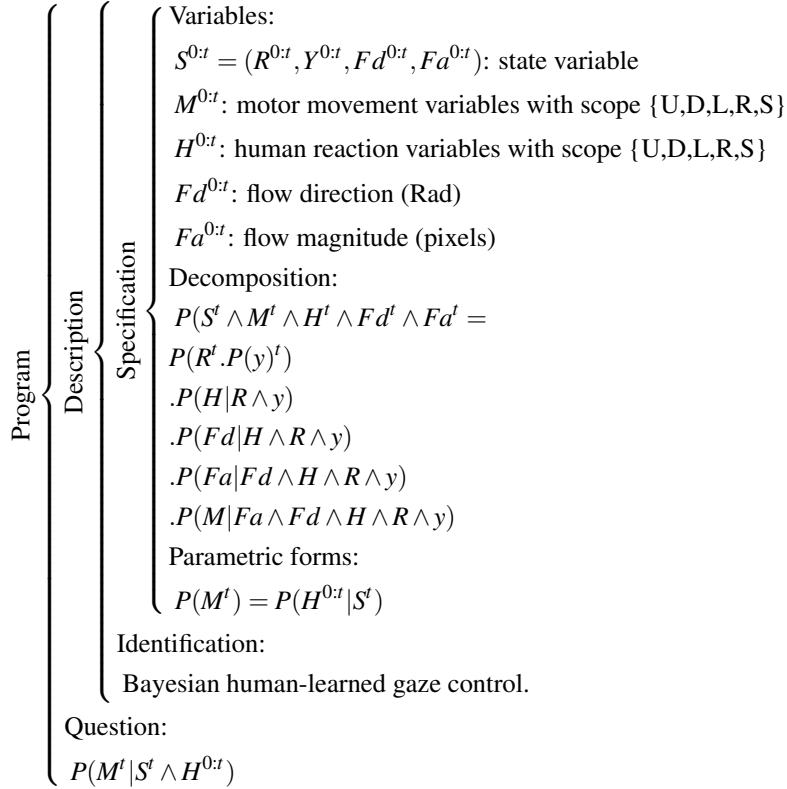 Program
Description
Specification
Variables:
S^{0:t} = (R^{0:t}, Y^{0:t}, Fd^{0:t}, Fa^{0:t}): state variable
M^{0:t}: motor movement variables with scope {U,D,L,R,S}
H^{0:t}: human reaction variables with scope {U,D,L,R,S}
Fd^{0:t}: flow direction (Rad)
Fa^{0:t}: flow magnitude (pixels)
Decomposition:
P(S^t ∧ M^t ∧ H^t ∧ Fd^t ∧ Fa^t =
P(R^t.P(y)^t)
.P(H|R ∧ y)
.P(Fd|H ∧ R ∧ y)
.P(Fa|Fd ∧ H ∧ R ∧ y)
.P(M|Fa ∧ Fd ∧ H ∧ R ∧ y)
Parametric forms:
P(M^t) = P(H^{0:t}|S^t)
Identification:
Bayesian human-learned gaze control.
Question:
P(M^t|S^t ∧ H^{0:t})